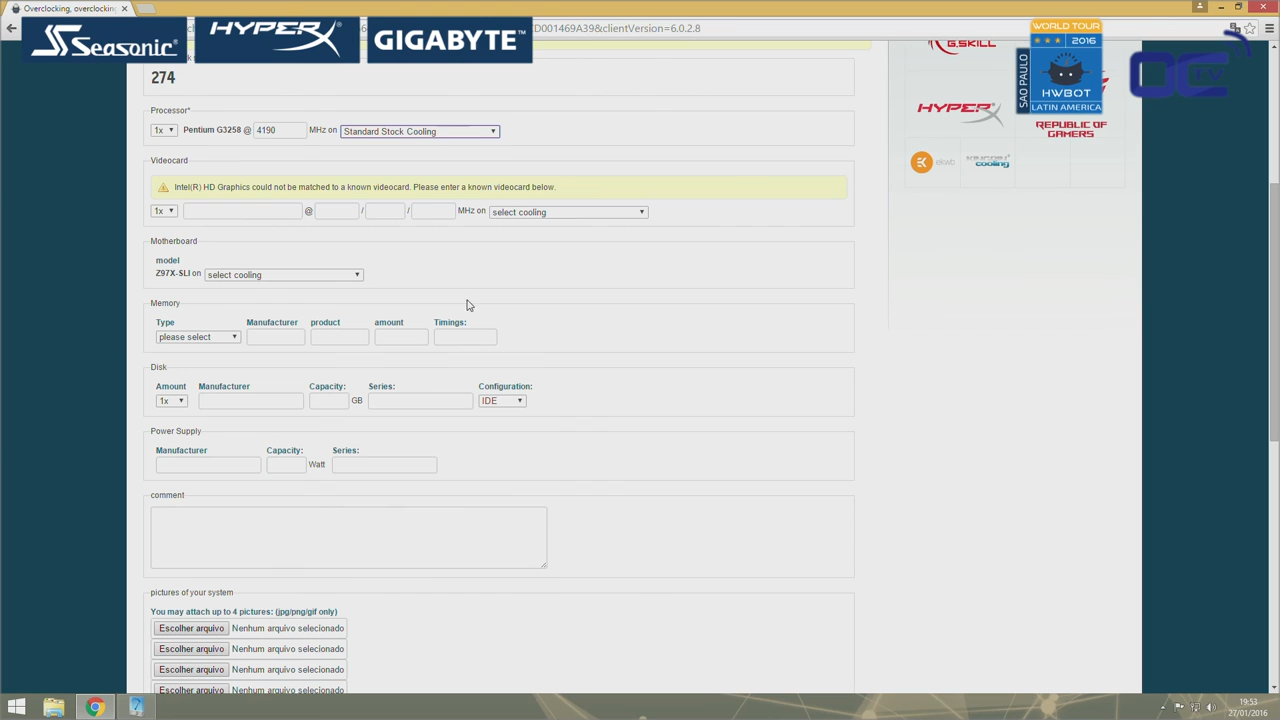 Overclocking, overclocking
CD001469A39&clientVersion=6.0.2.8
Seasonic
HYPERX
GIGABYTE
WORLD TOUR
2016
SAO PAULO
HWBOT
LATIN AMERICA
OC TV
274
G.SKILL
HYPERX
REPUBLIC OF GAMERS
ekwb
KINGPIN cooling
Processor*
1x Pentium G3258 @ 4190 MHz on Standard Stock Cooling
Videocard
Intel(R) HD Graphics could not be matched to a known videocard. Please enter a known videocard below.
1x @ / / MHz on select cooling
Motherboard
model
Z97X-SLI on select cooling
Memory
Type Manufacturer product amount Timings:
please select
Disk
Amount Manufacturer Capacity: Series: Configuration:
1x GB IDE
Power Supply
Manufacturer Capacity: Series:
Watt
comment
pictures of your system
You may attach up to 4 pictures: (jpg/png/gif only)
Escolher arquivo Nenhum arquivo selecionado
Escolher arquivo Nenhum arquivo selecionado
Escolher arquivo Nenhum arquivo selecionado
Escolher arquivo Nenhum arquivo selecionado
19:53
27/01/2016